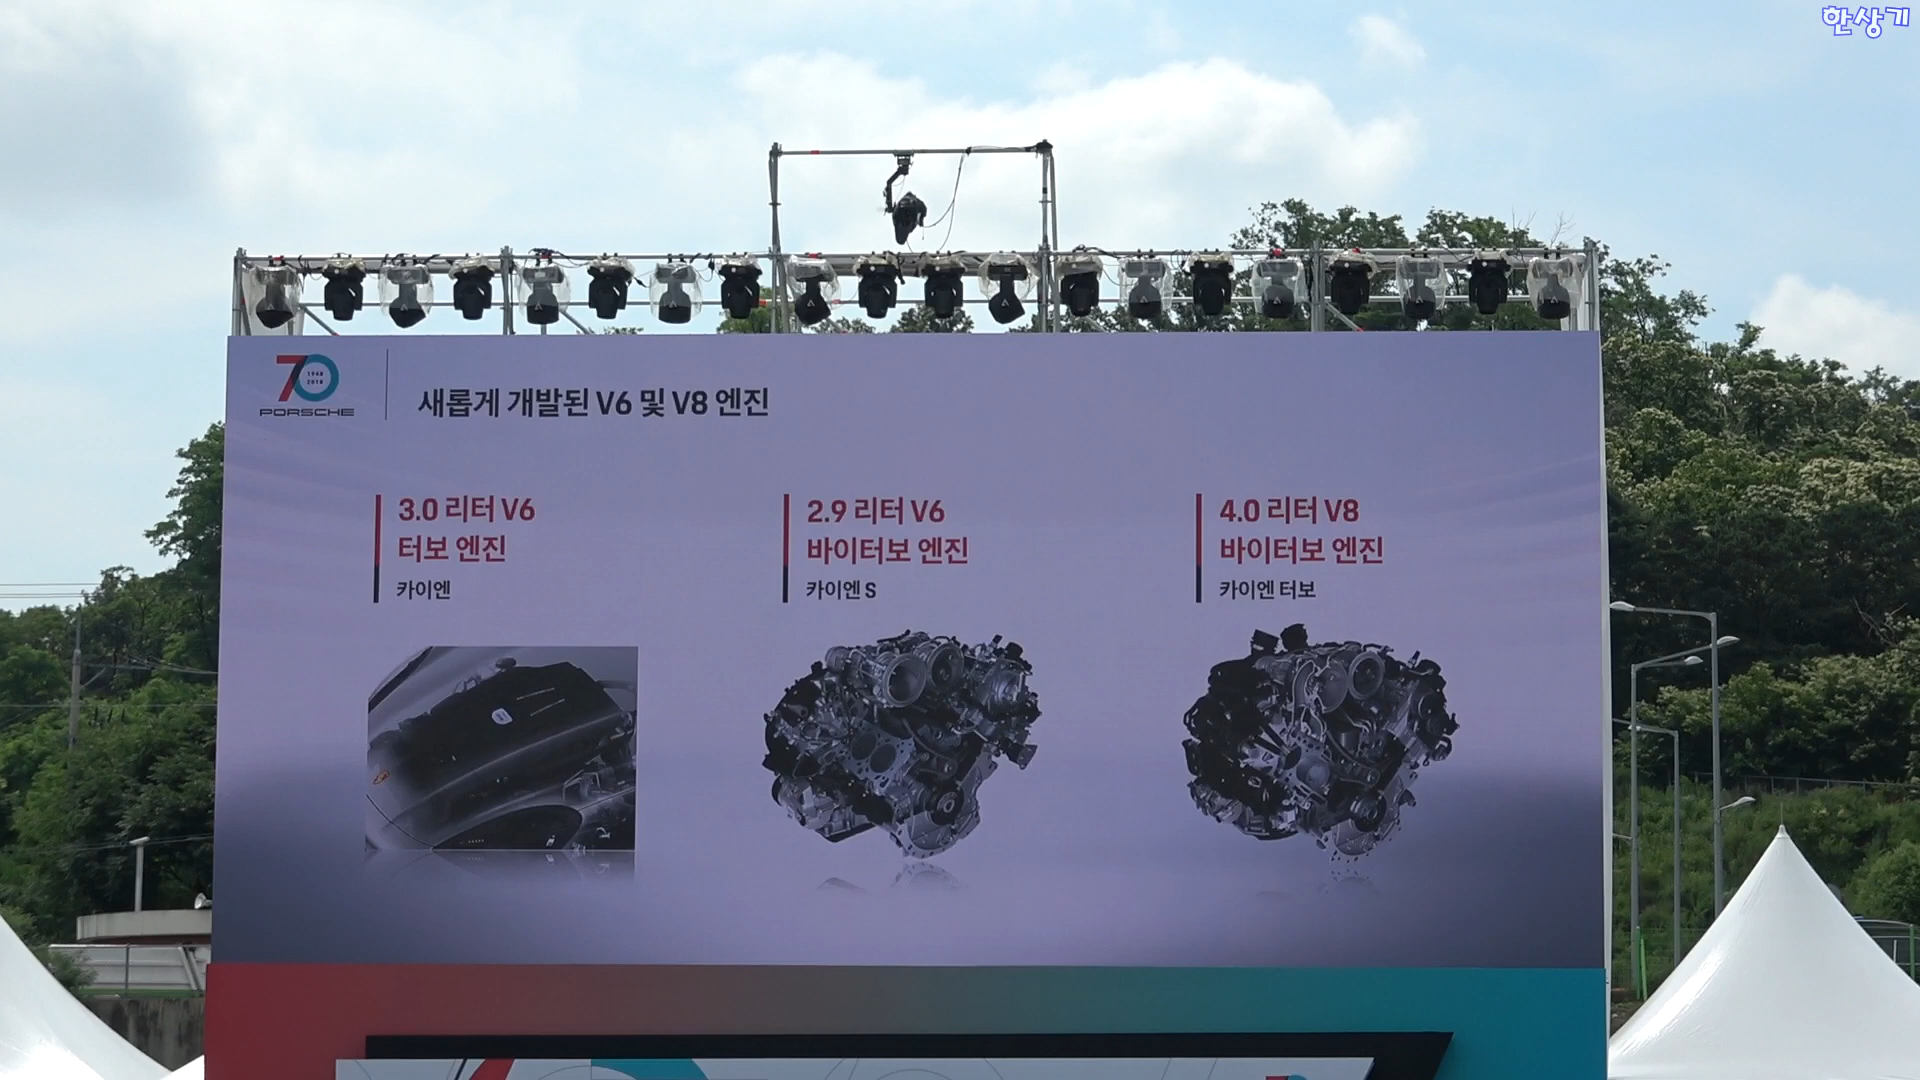 한상기
70
1948
2018
PORSCHE
새롭게 개발된 V6 및 V8 엔진
3.0 리터 V6
터보 엔진
카이엔
2.9 리터 V6
바이터보 엔진
카이엔 S
4.0 리터 V8
바이터보 엔진
카이엔 터보